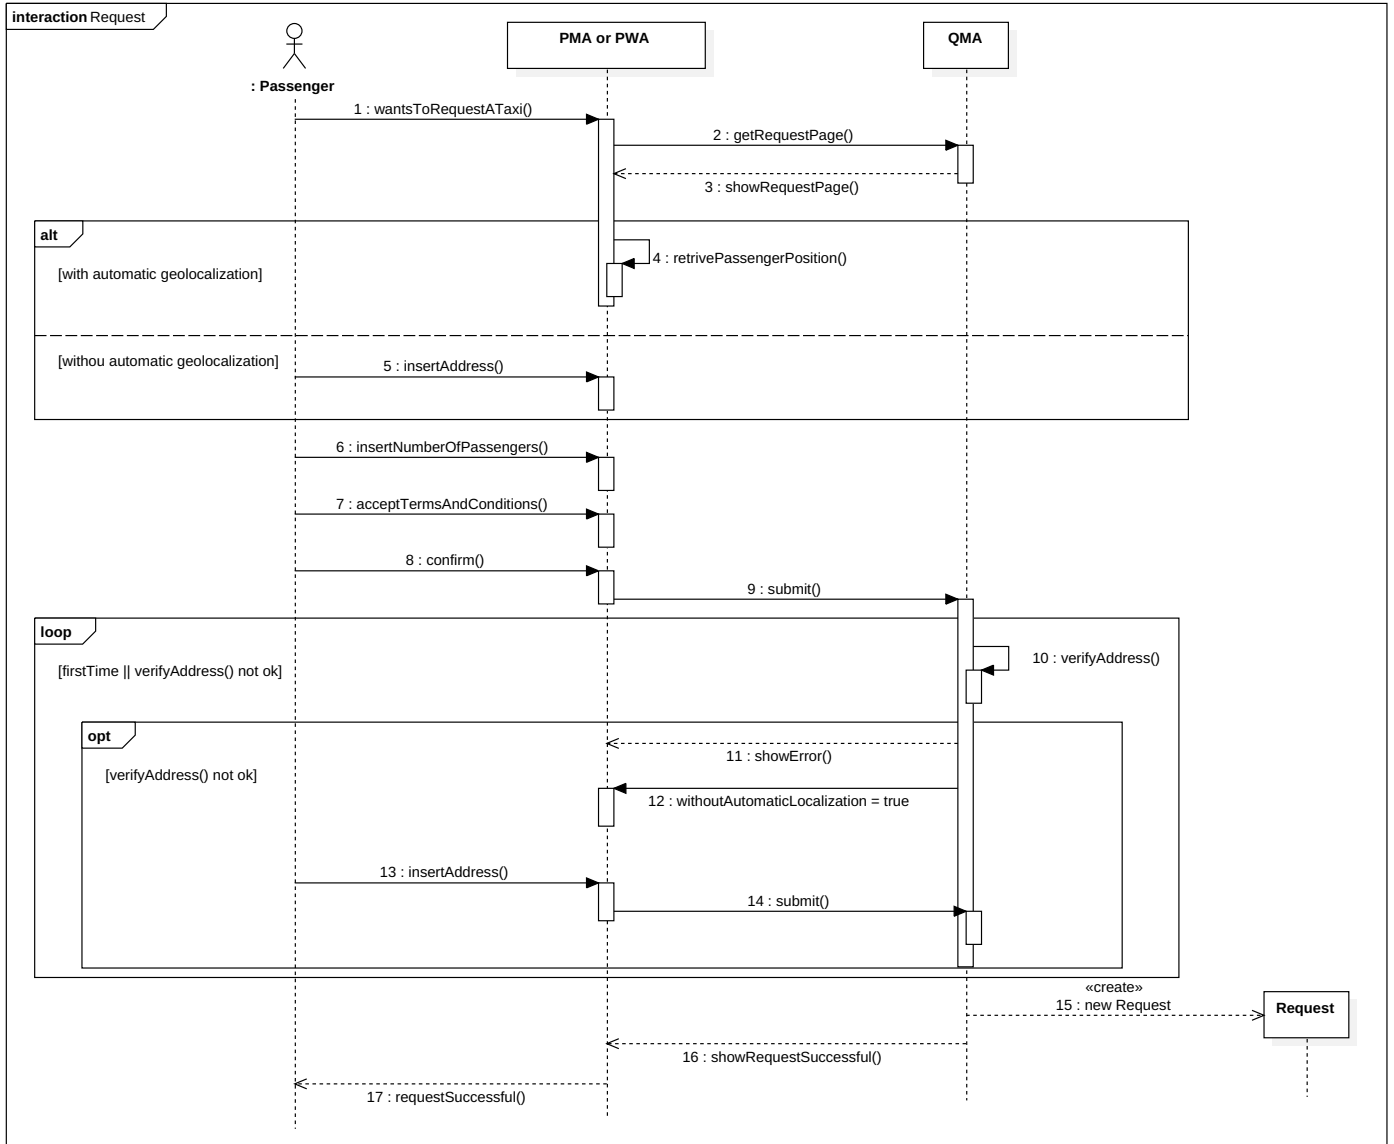 interaction Request
: Passenger
PMA or PWA
QMA
1 : wantsToRequestATaxi()
2 : getRequestPage()
3 : showRequestPage()
alt
[with automatic geolocalization]
4 : retrivePassengerPosition()
[withou automatic geolocalization]
5 : insertAddress()
6 : insertNumberOfPassengers()
7 : acceptTermsAndConditions()
8 : confirm()
9 : submit()
loop
[firstTime || verifyAddress() not ok]
10 : verifyAddress()
opt
[verifyAddress() not ok]
11 : showError()
12 : withoutAutomaticLocalization = true
13 : insertAddress()
14 : submit()
«create»
15 : new Request
Request
16 : showRequestSuccessful()
17 : requestSuccessful()